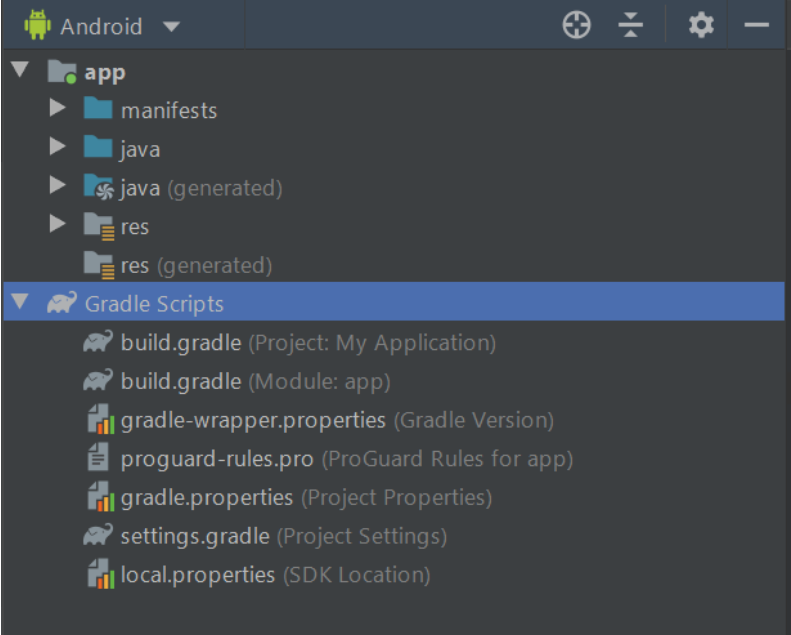 Android
app
manifests
java
java (generated)
res
res (generated)
Gradle Scripts
build.gradle (Project: My Application)
build.gradle (Module: app)
gradle-wrapper.properties (Gradle Version)
proguard-rules.pro (ProGuard Rules for app)
gradle.properties (Project Properties)
settings.gradle (Project Settings)
local.properties (SDK Location)